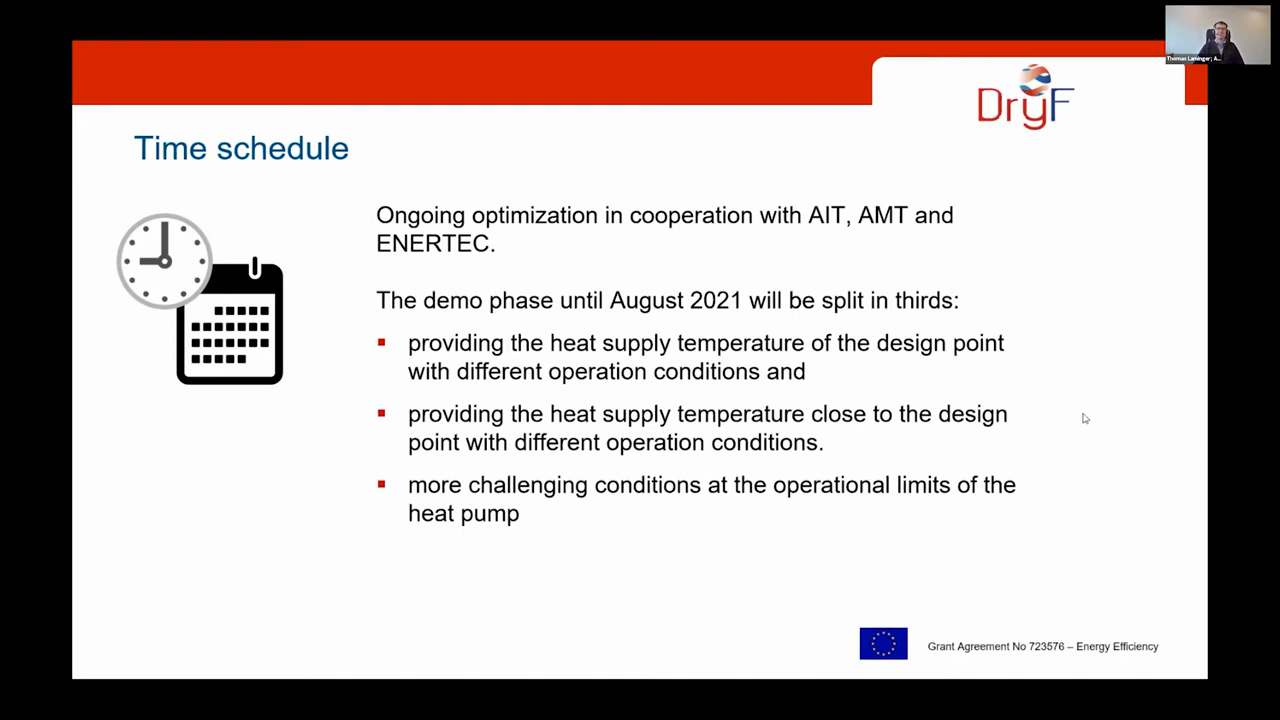 Thomas Laminger; A...
DryF
Time schedule
Ongoing optimization in cooperation with AIT, AMT and
ENERTEC.
The demo phase until August 2021 will be split in thirds:
providing the heat supply temperature of the design point
with different operation conditions and
providing the heat supply temperature close to the design
point with different operation conditions.
more challenging conditions at the operational limits of the
heat pump
Grant Agreement No 723576 – Energy Efficiency